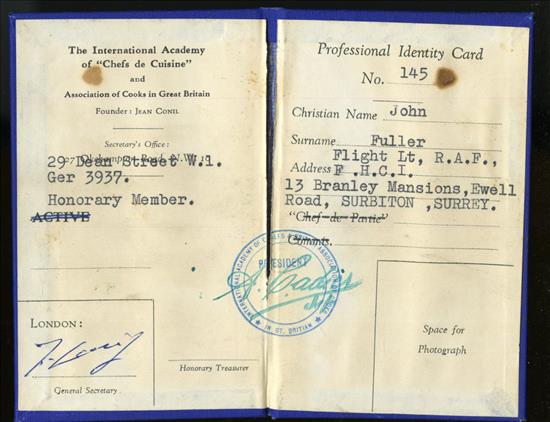 The International Academy
of "Chefs de Cuisine"
and
Association of Cooks in Great Britain
Founder: JEAN CONIL
Secretary's Office:
29 Dean Street W.1.
Ger 3937.
Honorary Member.
ACTIVE
LONDON:
General Secretary.
Honorary Treasurer
Professional Identity Card
No. 145
Christian Name John
Surname Fuller
Flight Lt, R.A.F.,
Address F.H.C.I.
13 Branley Mansions, Ewell
Road, SURBITON ,SURREY.
"Chef de Partie"
PRESIDENT
IN GT. BRITIAN
Space for
Photograph